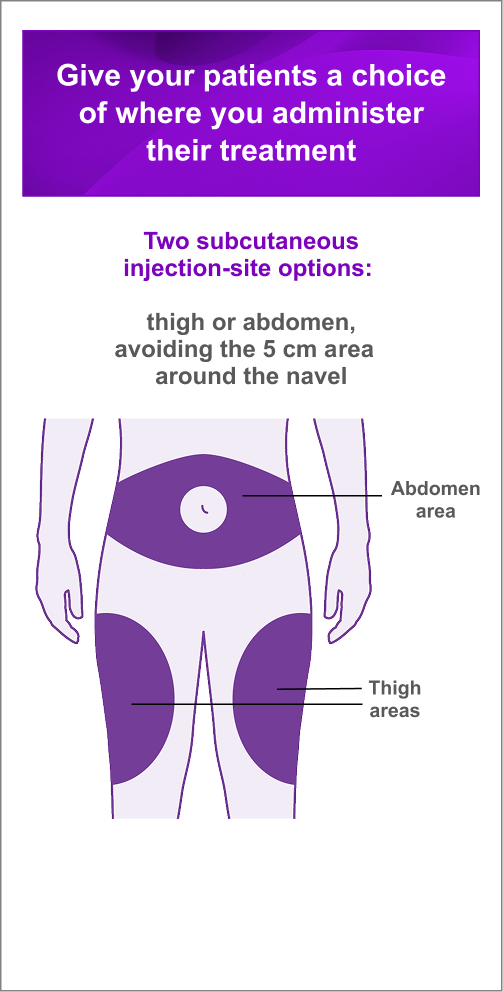 Give your patients a choice
of where you administer
their treatment
Two subcutaneous
injection-site options:
thigh or abdomen,
avoiding the 5 cm area
around the navel
Abdomen
area
Thigh
areas